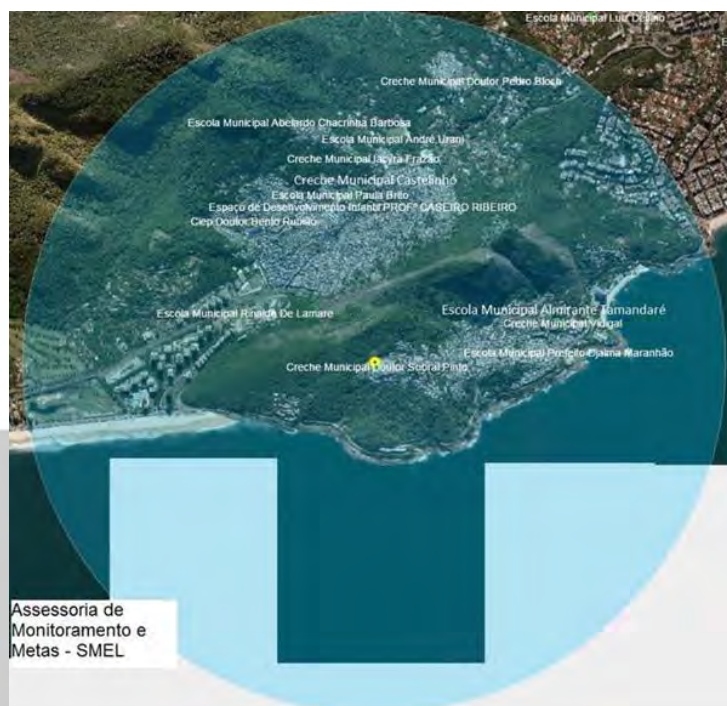 Escola Municipal Luiz Delfino
Creche Municipal Doutor Pedro Bloch
Escola Municipal Abelardo Chacrinha Barbosa
Escola Municipal André Urani
Creche Municipal Jacyra Frazão
Creche Municipal Castelinho
Escola Municipal Paula Brito
Espaço de Desenvolvimento Infantil PROFª CASEIRO RIBEIRO
Ciep Doutor Bento Rubião
Escola Municipal Rinaldo De Lamare
Escola Municipal Almirante Tamandaré
Creche Municipal Vidigal
Escola Municipal Prefeito Djalma Maranhão
Creche Municipal Doutor Sobral Pinto
Assessoria de
Monitoramento e
Metas - SMEL